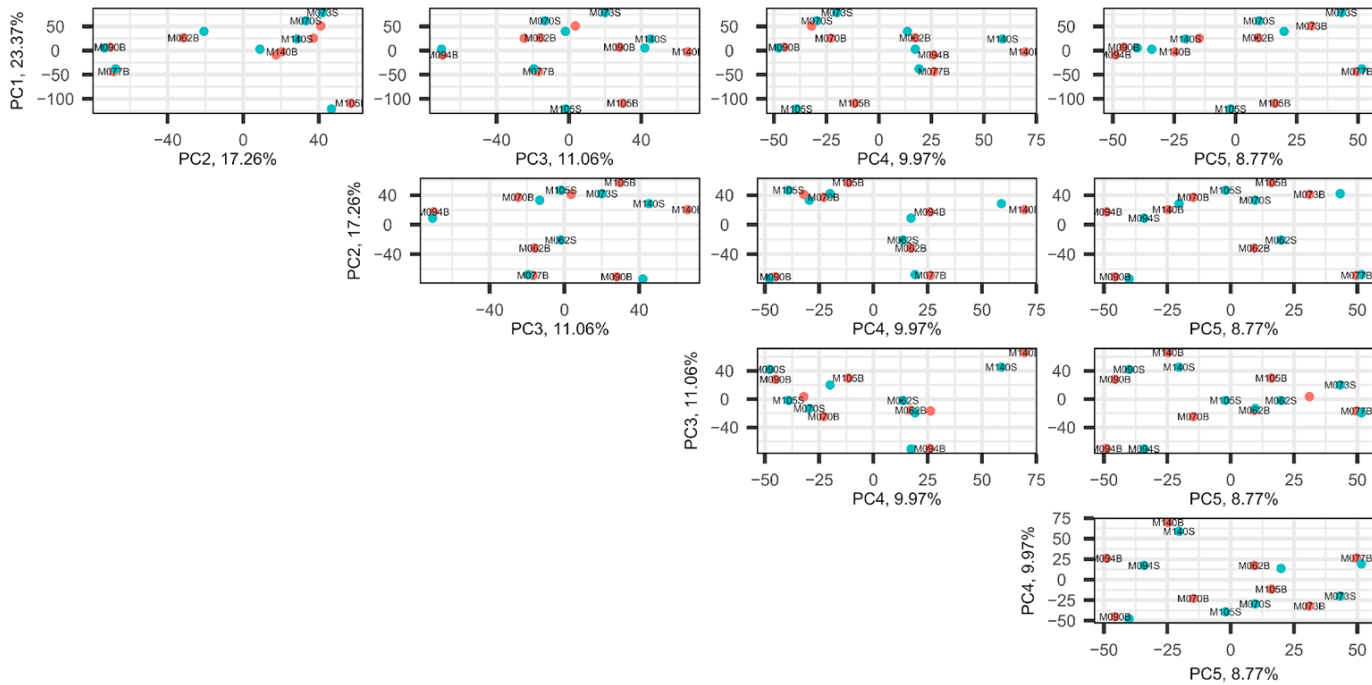 PC1, 23.37%
50
0
−50
−100
M073S
M070S
M062B
M140S
M140B
M090B
M077B
M105B
−40
0
40
PC2, 17.26%
M073S
M070S
M062B
M140S
M090B
M140B
M094B
M077B
M105B
M105S
−40
0
40
PC3, 11.06%
M073S
M070S
M070B
M062B
M140S
M140B
M090B
M094B
M077B
M105B
M105S
−50
−25
0
25
50
75
PC4, 9.97%
M073S
M070S
M073B
M062B
M140S
M090B
M140B
M094B
M077B
M105B
M105S
−50
−25
0
25
50
PC5, 8.77%
PC2, 17.26%
40
0
−40
M105B
M105S
M073S
M070B
M140S
M140B
M094B
M062S
M062B
M077B
M090B
−40
0
40
PC3, 11.06%
M105B
M105S
M070B
M140B
M094B
M062S
M062B
M090B
M077B
−50
−25
0
25
50
75
PC4, 9.97%
M105B
M105S
M073B
M070B
M070S
M140B
M094B
M094S
M062S
M062B
M090B
M077B
−50
−25
0
25
50
PC5, 8.77%
PC3, 11.06%
40
0
−40
M140B
M140S
M090S
M090B
M105B
M105S
M062S
M070S
M062B
M070B
M094B
−50
−25
0
25
50
75
PC4, 9.97%
M140B
M140S
M090S
M090B
M105B
M073S
M105S
M062S
M062B
M077B
M070B
M094B
M094S
−50
−25
0
25
50
PC5, 8.77%
PC4, 9.97%
75
50
25
0
−25
−50
M140B
M140S
M094B
M094S
M062B
M077B
M105B
M070B
M070S
M073S
M073B
M105S
M090B
−50
−25
0
25
50
PC5, 8.77%